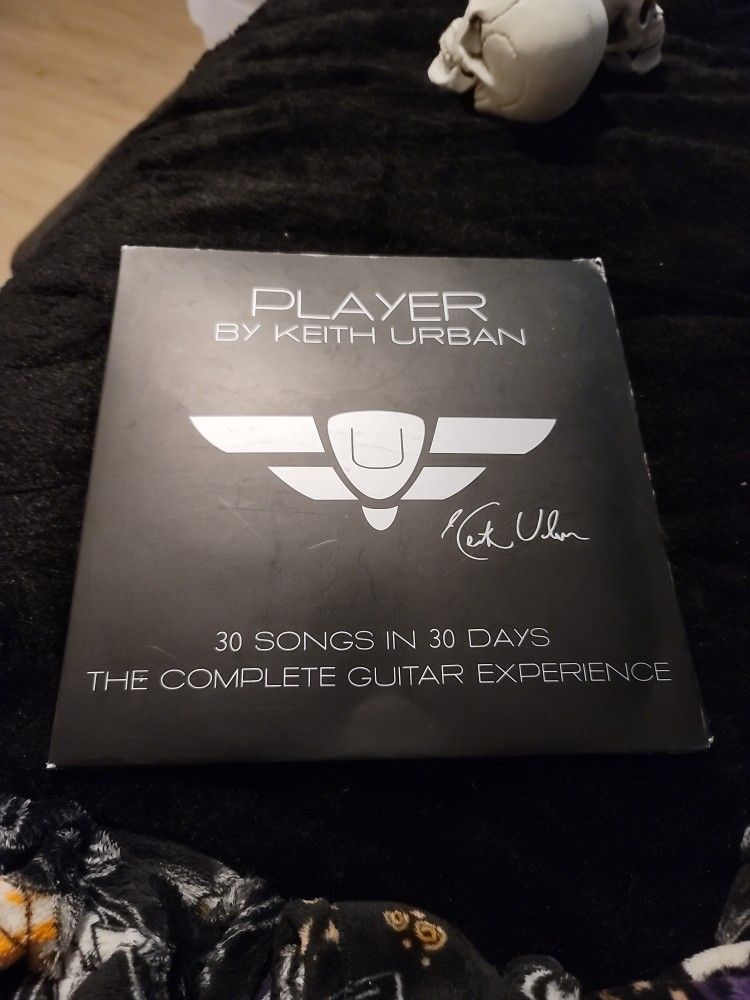 PLAYER
BY KEITH URBAN
U
Keith Urban
30 SONGS IN 30 DAYS
THE COMPLETE GUITAR EXPERIENCE